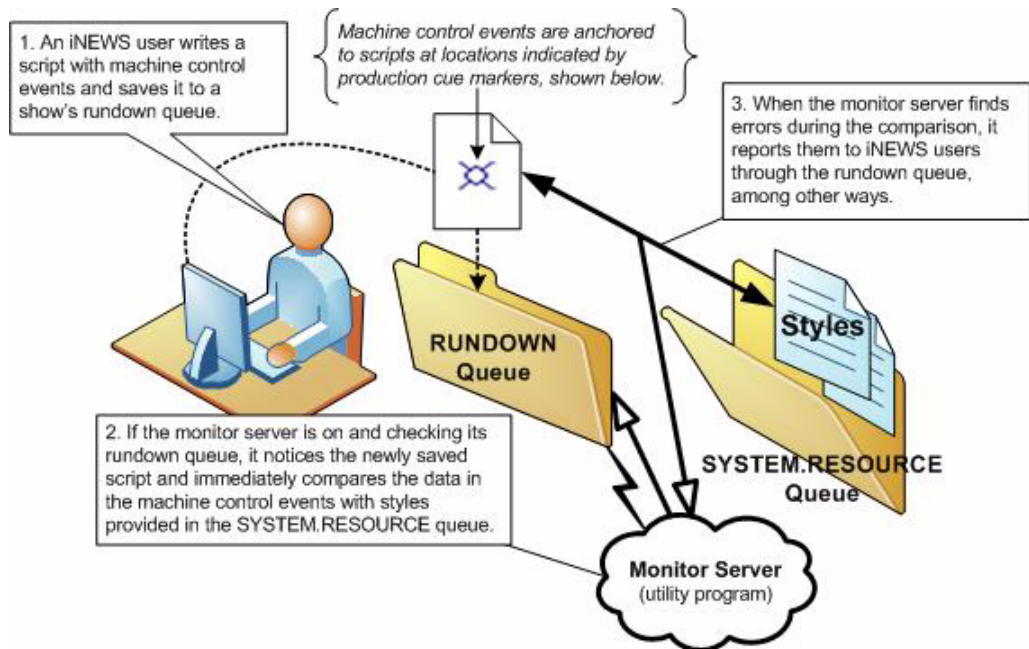 1. An iNEWS user writes a
script with machine control
events and saves it to a
show's rundown queue.
Machine control events are anchored
to scripts at locations indicated by
production cue markers, shown below.
3. When the monitor server finds
errors during the comparison, it
reports them to iNEWS users
through the rundown queue,
among other ways.
RUNDOWN
Queue
Styles
SYSTEM.RESOURCE
Queue
2. If the monitor server is on and checking its
rundown queue, it notices the newly saved
script and immediately compares the data in
the machine control events with styles
provided in the SYSTEM.RESOURCE queue.
Monitor Server
(utility program)